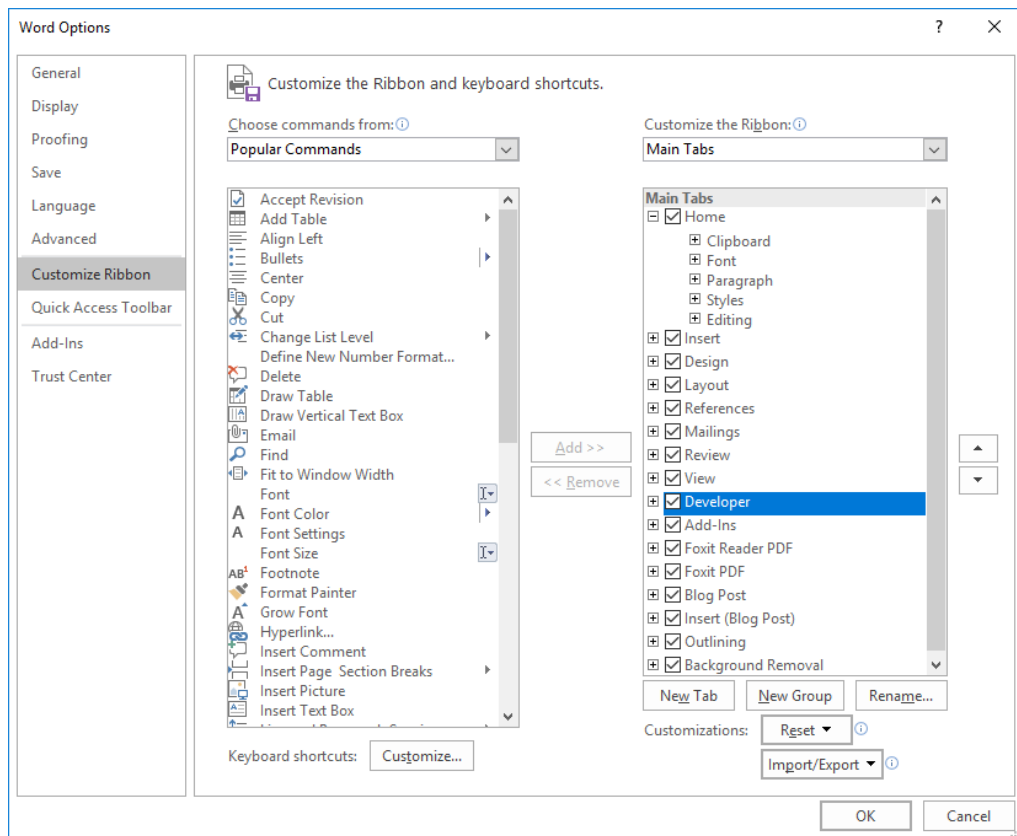 Word Options
?
General
Display
Proofing
Save
Language
Advanced
Customize Ribbon
Quick Access Toolbar
Add-Ins
Trust Center
Customize the Ribbon and keyboard shortcuts.
Choose commands from:
Popular Commands
Accept Revision
Add Table
Align Left
Bullets
Center
Copy
Cut
Change List Level
Define New Number Format...
Delete
Draw Table
Draw Vertical Text Box
Email
Find
Fit to Window Width
Font
Font Color
Font Settings
Font Size
Footnote
Format Painter
Grow Font
Hyperlink...
Insert Comment
Insert Page Section Breaks
Insert Picture
Insert Text Box
Keyboard shortcuts: Customize...
Add >>
<< Remove
Customize the Ribbon:
Main Tabs
Main Tabs
Home
Clipboard
Font
Paragraph
Styles
Editing
Insert
Design
Layout
References
Mailings
Review
View
Developer
Add-Ins
Foxit Reader PDF
Foxit PDF
Blog Post
Insert (Blog Post)
Outlining
Background Removal
New Tab New Group Rename...
Customizations: Reset
Import/Export
OK Cancel